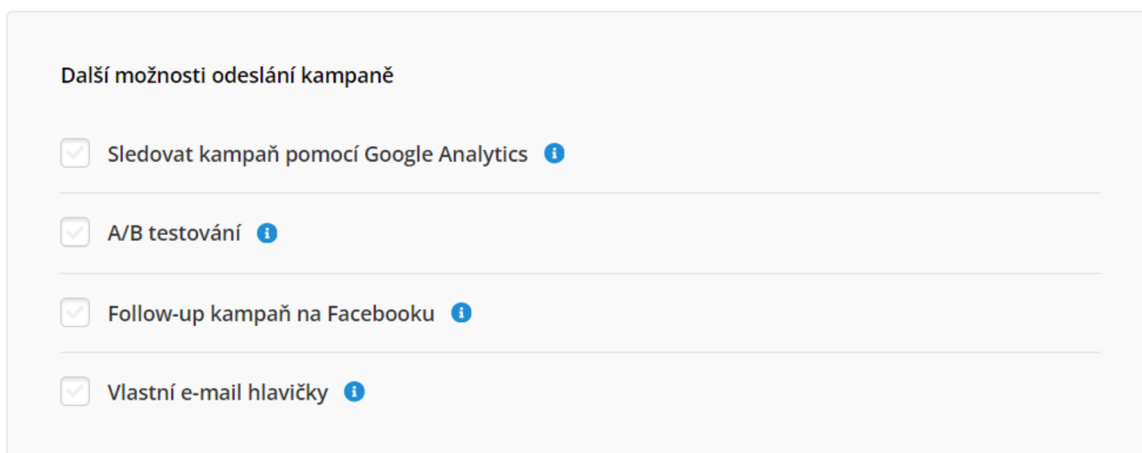 Další možnosti odeslání kampaně
Sledovat kampaň pomocí Google Analytics
A/B testování
Follow-up kampaň na Facebooku
Vlastní e-mail hlavičky